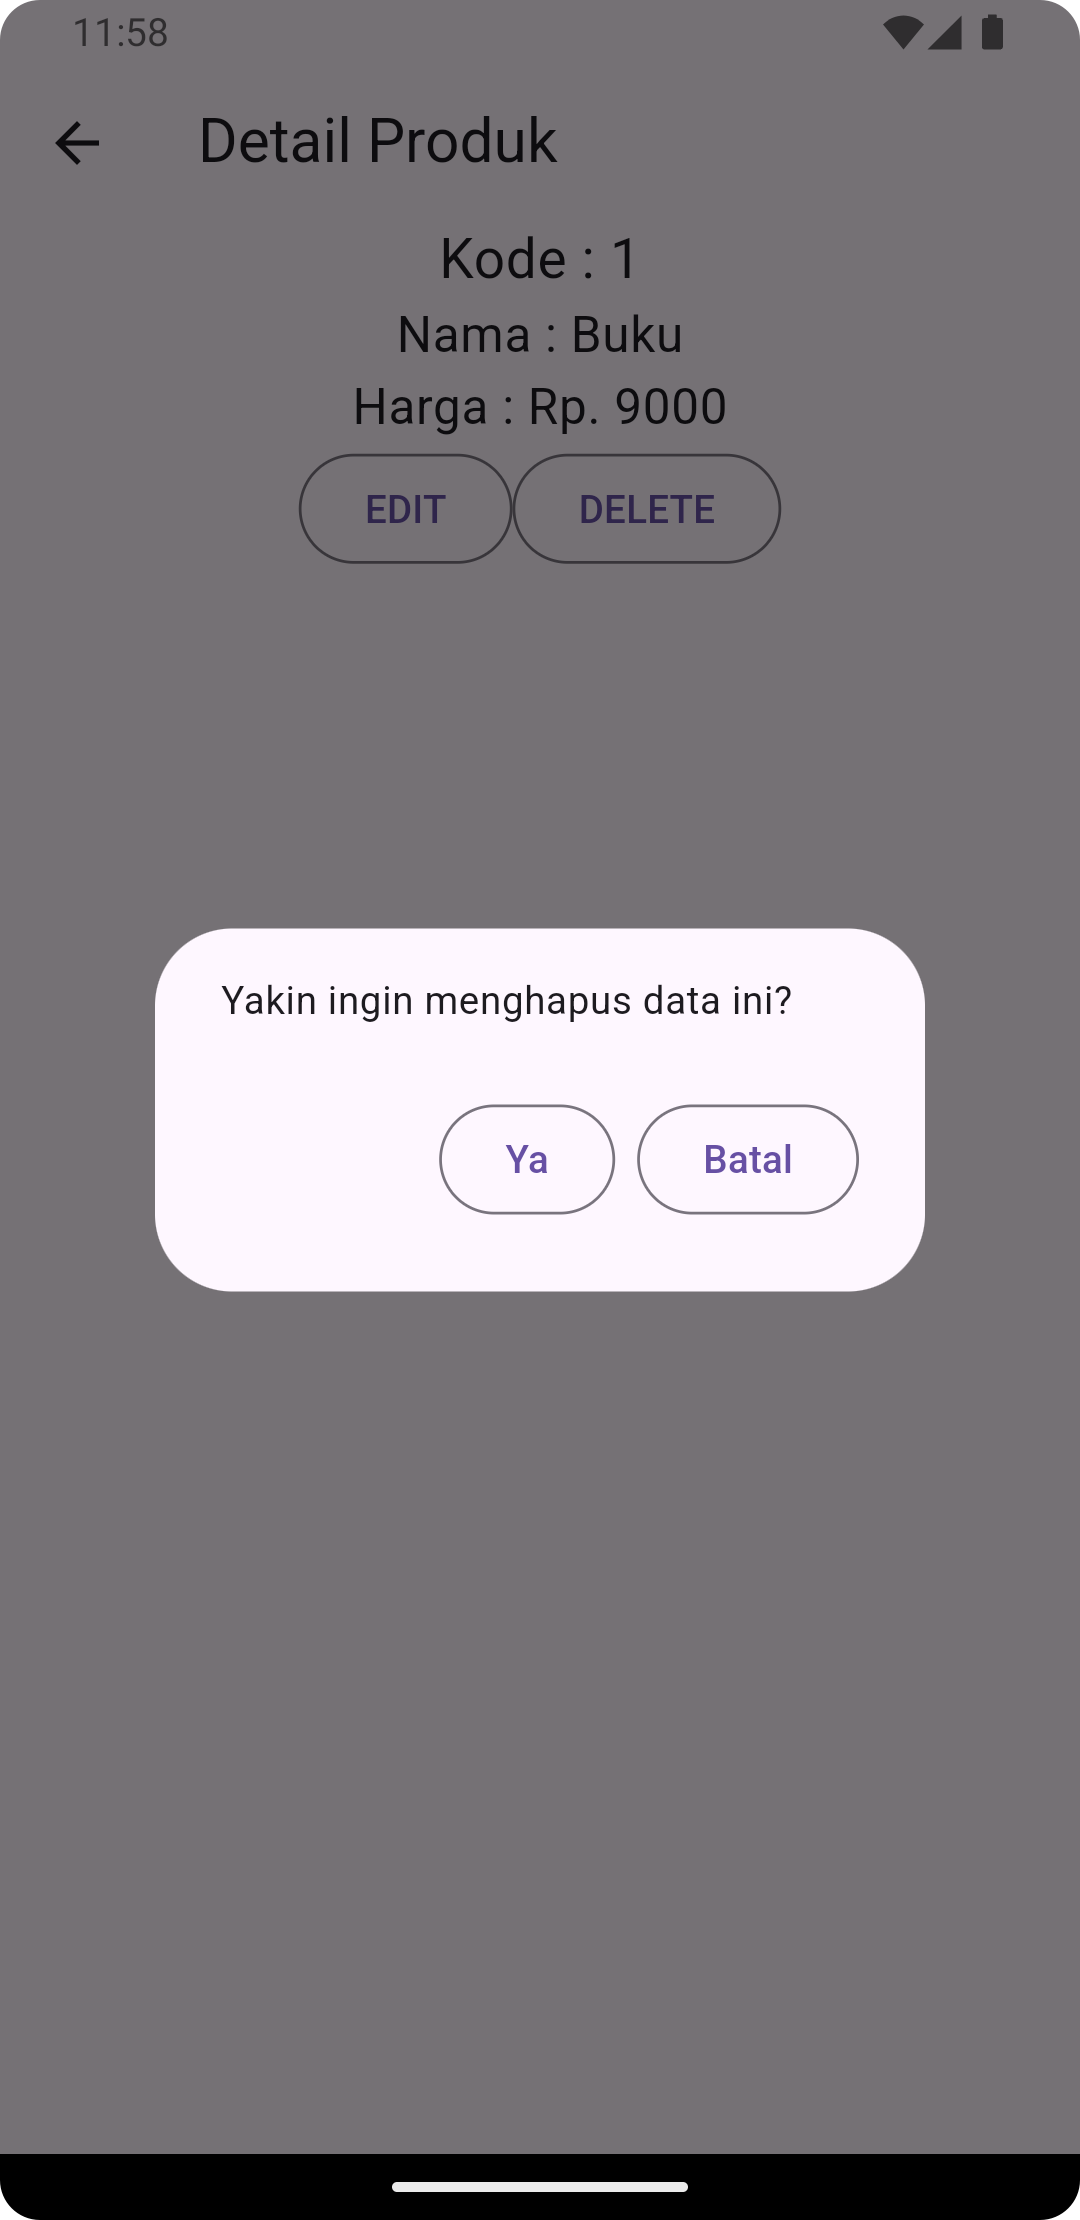 11:58
Detail Produk
Kode : 1
Nama : Buku
Harga : Rp. 9000
EDIT DELETE
Yakin ingin menghapus data ini?
Ya Batal